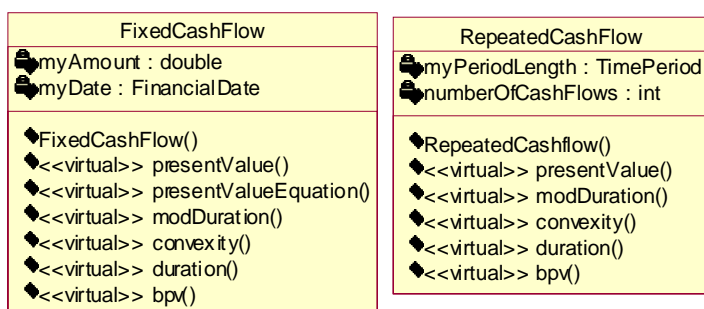 FixedCashFlow
myAmount : double
myDate : FinancialDate
FixedCashFlow()
<<virtual>> presentValue()
<<virtual>> presentValueEquation()
<<virtual>> modDuration()
<<virtual>> convexity()
<<virtual>> duration()
<<virtual>> bpv()
RepeatedCashFlow
myPeriodLength : TimePeriod
numberOfCashFlows : int
RepeatedCashflow()
<<virtual>> presentValue()
<<virtual>> modDuration()
<<virtual>> convexity()
<<virtual>> duration()
<<virtual>> bpv()